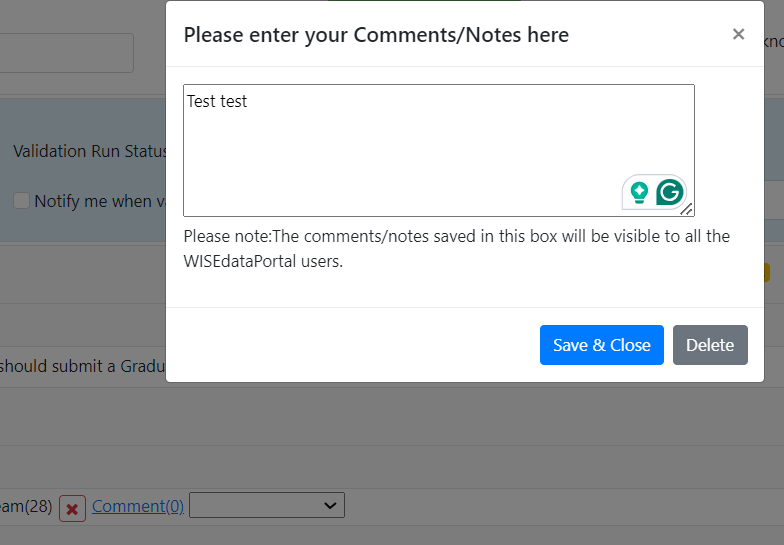 Please enter your Comments/Notes here
×
Test test
Validation Run Status
Notify me when va
Please note:The comments/notes saved in this box will be visible to all the
WISEdataPortal users.
Save & Close
Delete
should submit a Gradu
eam(28)
Comment(0)